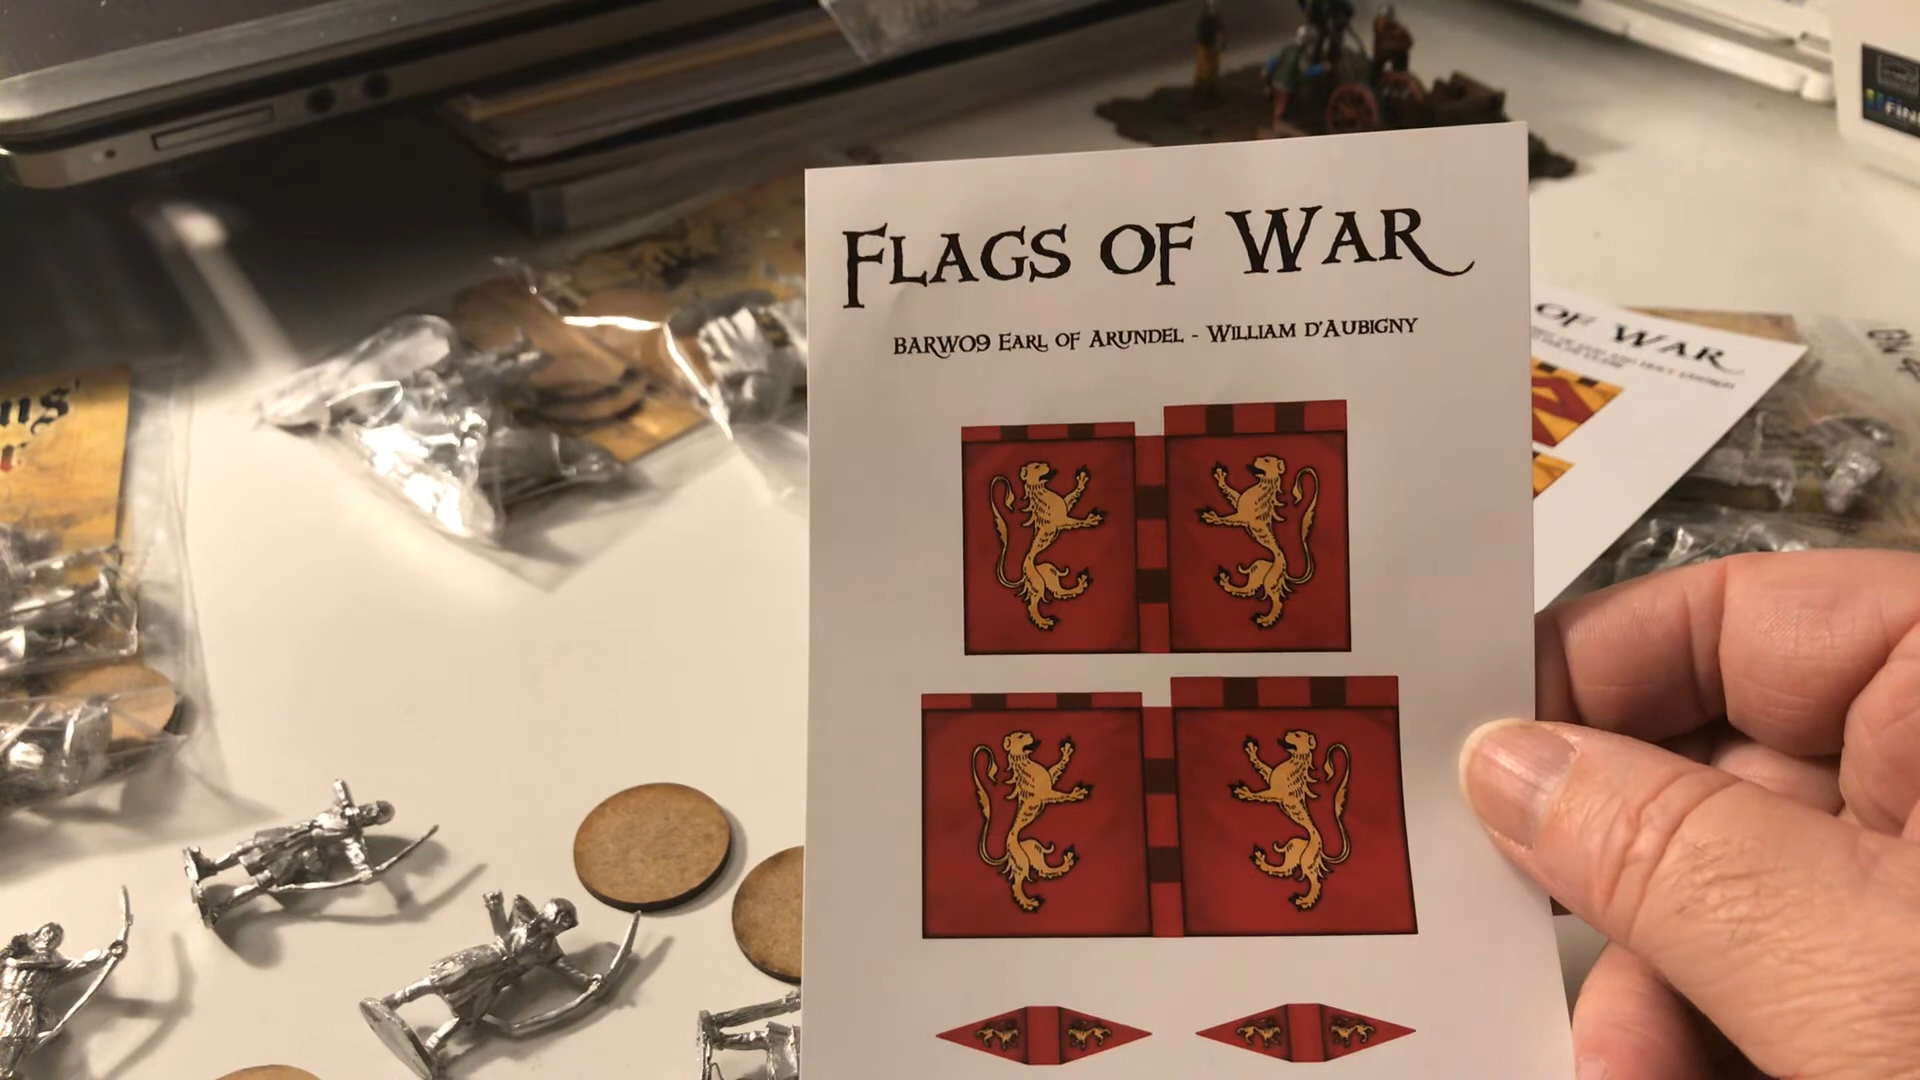 FLAGS OF WAR
BARW09 EARL OF ARUNDEL - WILLIAM D'AUBIGNY
OF WAR